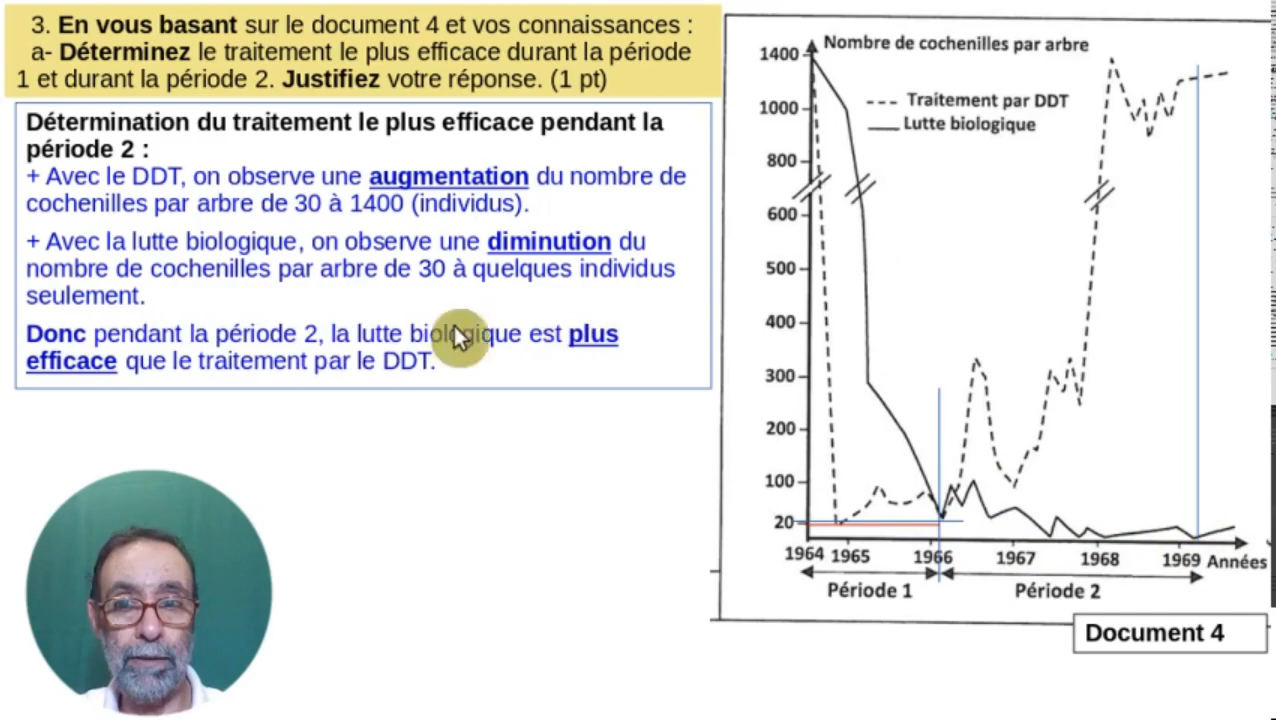 3. En vous basant sur le document 4 et vos connaissances :
a- Déterminez le traitement le plus efficace durant la période
1 et durant la période 2. Justifiez votre réponse. (1 pt)
Détermination du traitement le plus efficace pendant la
période 2 :
+ Avec le DDT, on observe une augmentation du nombre de
cochenilles par arbre de 30 à 1400 (individus).
+ Avec la lutte biologique, on observe une diminution du
nombre de cochenilles par arbre de 30 à quelques individus
seulement.
Donc pendant la période 2, la lutte biologique est plus
efficace que le traitement par le DDT.
Nombre de cochenilles par arbre
Traitement par DDT
Lutte biologique
1400
1000
800
600
500
400
300
200
100
20
1964 1965 1966 1967 1968 1969 Années
Période 1 Période 2
Document 4